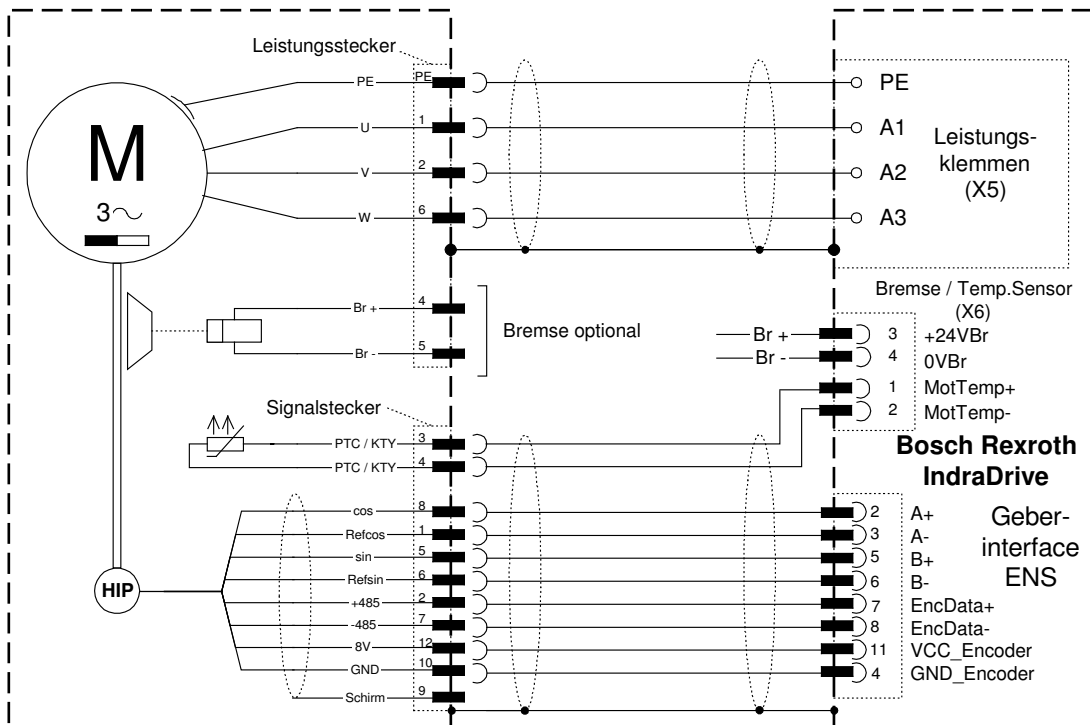 Leistungsstecker
PE PE PE
U 1 A1
V 2 A2
W 6 A3
M
3
Leistungs-
klemmen
(X5)
Bremse / Temp.Sensor
(X6)
Br + 4
Br - 5
Bremse optional
Br + 3 +24VBr
Br - 4 0VBr
1 MotTemp+
2 MotTemp-
Signalstecker
PTC / KTY 3
PTC / KTY 4
Bosch Rexroth
IndraDrive
cos 8 2 A+
Refcos 1 3 A-
sin 5 5 B+
Refsin 6 6 B-
+485 2 7 EncData+
-485 7 8 EncData-
8V 12 11 VCC_Encoder
GND 10 4 GND_Encoder
Schirm 9
HIP
Geber-
interface
ENS